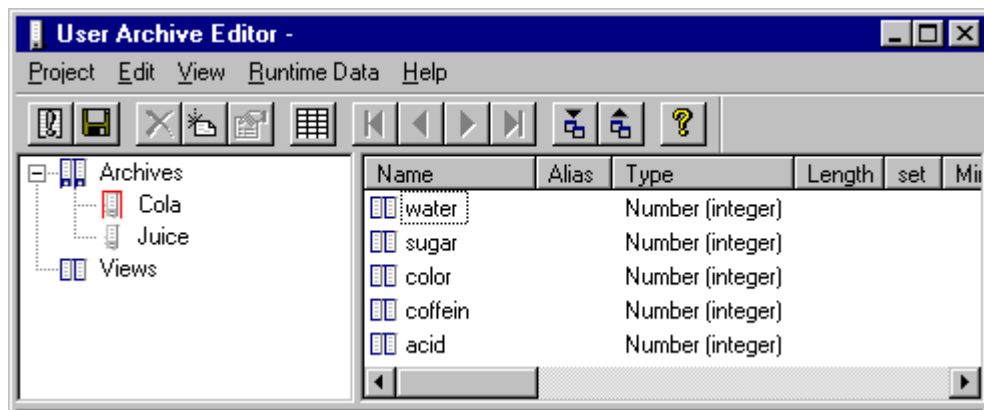 User Archive Editor -
Project Edit View Runtime Data Help
Archives
Cola
Juice
Views
Name Alias Type Length set
water Number (integer)
sugar Number (integer)
color Number (integer)
coffein Number (integer)
acid Number (integer)